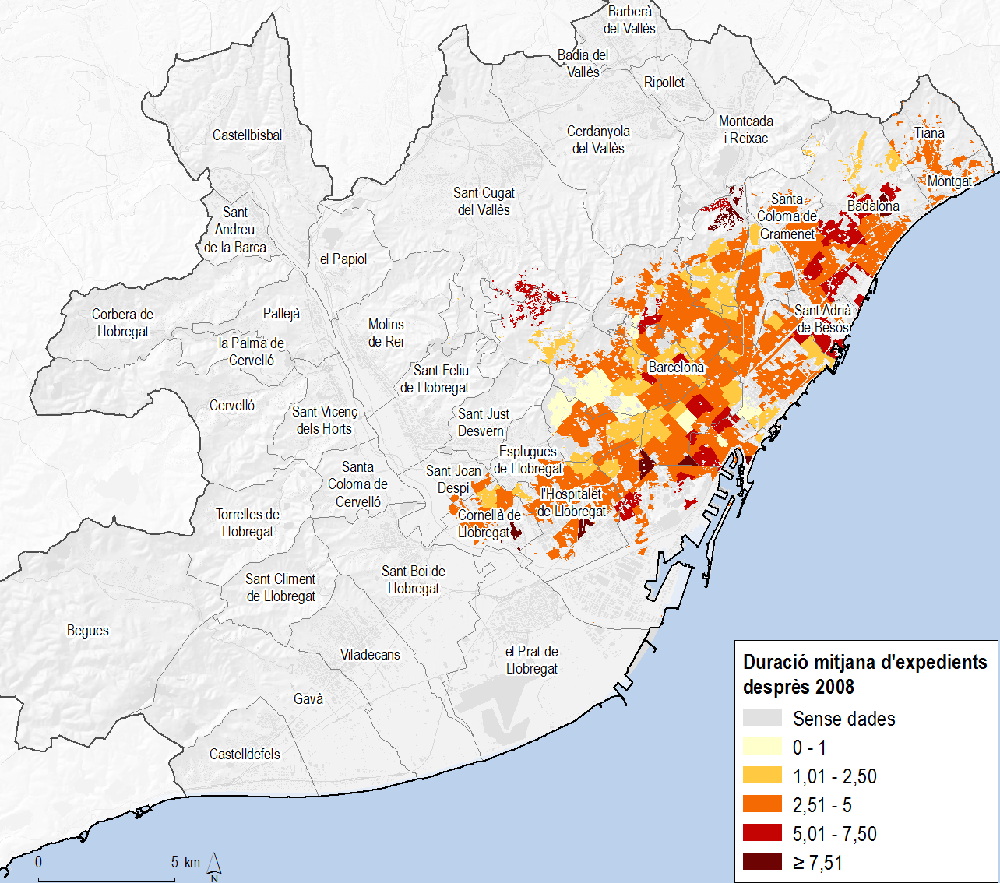 Barberà
del Vallès
Badia del
Vallès
Ripollet
Montcada
i Reixac
Castellbisbal
Cerdanyola
del Vallès
Tiana
Montgat
Sant Cugat
del Vallès
Santa
Coloma de
Gramenet
Badalona
Sant
Andreu
de la Barca
el Papiol
Corbera de
Llobregat
Pallejà
Molins
de Rei
Sant Adrià
de Besòs
la Palma de
Cervelló
Barcelona
Sant Feliu
de Llobregat
Cervelló
Sant Vicenç
dels Horts
Sant Just
Desvern
Esplugues
de Llobregat
Santa
Coloma de
Cervelló
Sant Joan
Despi
l'Hospitalet
de Llobregat
Torrelles de
Llobregat
Cornellà de
Llobregat
Sant Climent
de Llobregat
Sant Boi de
Llobregat
Begues
Viladecans
el Prat de
Llobregat
Gavà
Castelldefels
Duració mitjana d'expedients
desprès 2008
Sense dades
0 - 1
1,01 - 2,50
2,51 - 5
5,01 - 7,50
≥ 7,51
0 5 km
N